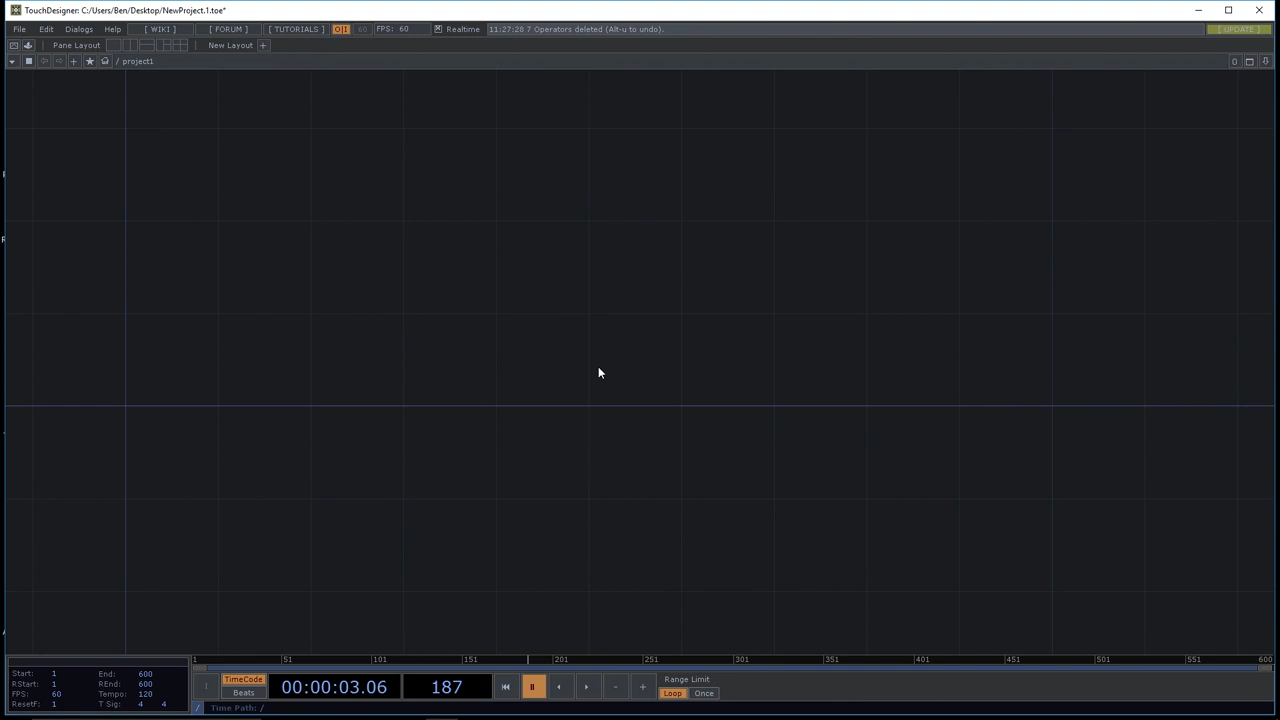 TouchDesigner: C:/Users/Ben/Desktop/NewProject.1.toe*
File Edit Dialogs Help [ WIKI ] [ FORUM ] [ TUTORIALS ] O|I 60 FPS: 60 Realtime 11:27:28 7 Operators deleted (Alt-u to undo). [ UPDATE ]
Pane Layout New Layout +
/ project1 0
1 51 101 151 201 251 301 351 401 451 501 551 600
Start: 1 End: 600
RStart: 1 REnd: 600
FPS: 60 Tempo: 120
ResetF: 1 T Sig: 4 4
TimeCode
Beats
00:00:03.06 187
- +
Range Limit
Loop Once
/ Time Path: /